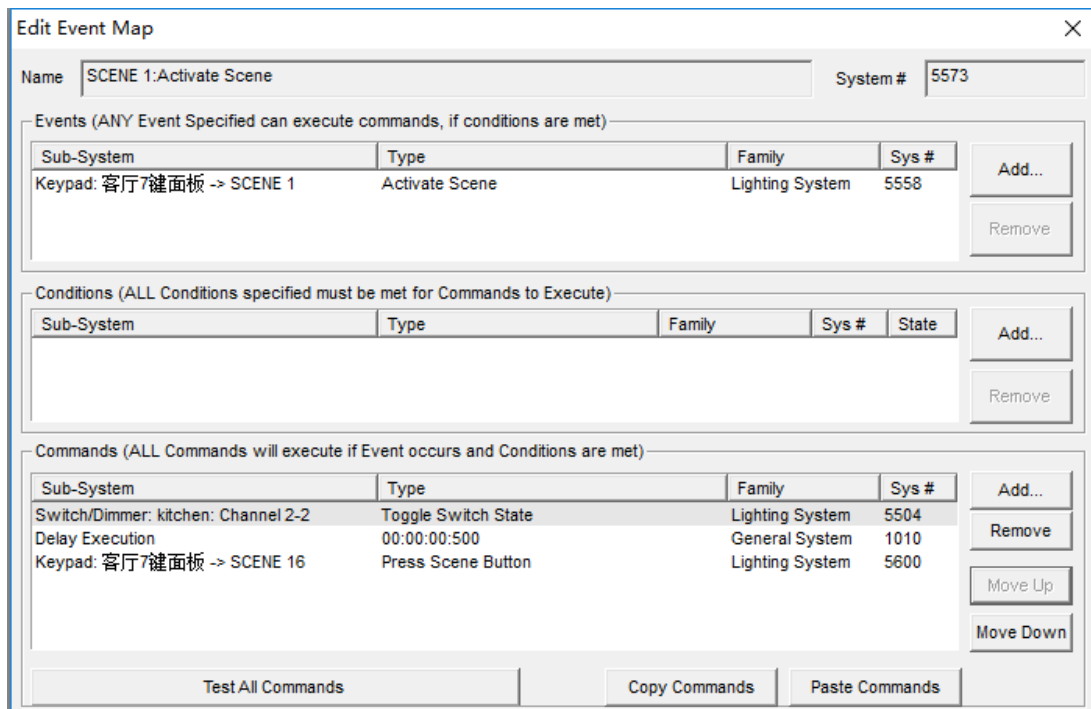 Edit Event Map
Name SCENE 1:Activate Scene System # 5573
Events (ANY Event Specified can execute commands, if conditions are met)
Sub-System Type Family Sys #
Add...
Keypad: 客厅7键面板 -> SCENE 1 Activate Scene Lighting System 5558
Remove
Conditions (ALL Conditions specified must be met for Commands to Execute)
Sub-System Type Family Sys # State
Add...
Remove
Commands (ALL Commands will execute if Event occurs and Conditions are met)
Sub-System Type Family Sys # Add...
Switch/Dimmer: kitchen: Channel 2-2 Toggle Switch State Lighting System 5504
Delay Execution 00:00:00:500 General System 1010 Remove
Keypad: 客厅7键面板 -> SCENE 16 Press Scene Button Lighting System 5600
Move Up
Move Down
Test All Commands Copy Commands Paste Commands